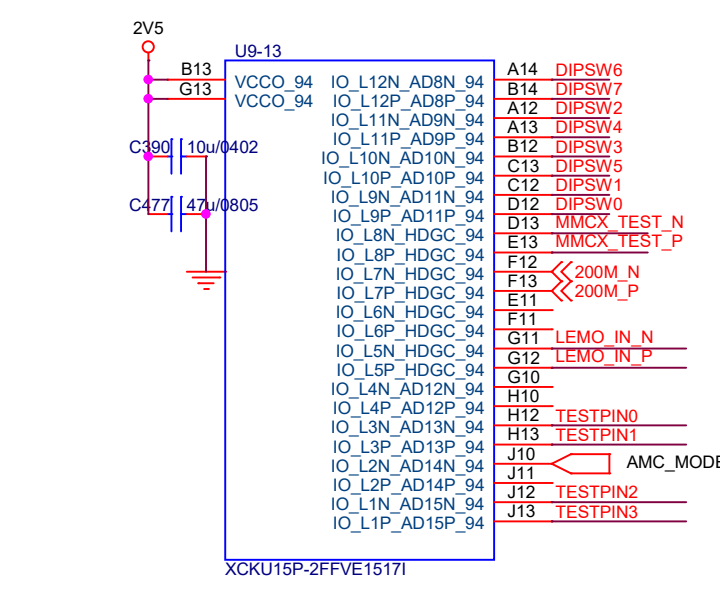 2V5
U9-13
B13 VCCO_94 IO_L12N_AD8N_94 A14 DIPSW6
G13 VCCO_94 IO_L12P_AD8P_94 B14 DIPSW7
IO_L11N_AD9N_94 A12 DIPSW2
IO_L11P_AD9P_94 A13 DIPSW4
C390 10u/0402 IO_L10N_AD10N_94 B12 DIPSW3
IO_L10P_AD10P_94 C13 DIPSW5
IO_L9N_AD11N_94 C12 DIPSW1
C477 47u/0805 IO_L9P_AD11P_94 D12 DIPSW0
IO_L8N_HDGC_94 D13 MMCX_TEST_N
IO_L8P_HDGC_94 E13 MMCX_TEST_P
IO_L7N_HDGC_94 F12 200M_N
IO_L7P_HDGC_94 F13 200M_P
IO_L6N_HDGC_94 E11
IO_L6P_HDGC_94 F11
IO_L5N_HDGC_94 G11 LEMO_IN_N
IO_L5P_HDGC_94 G12 LEMO_IN_P
IO_L4N_AD12N_94 G10
IO_L4P_AD12P_94 H10
IO_L3N_AD13N_94 H12 TESTPIN0
IO_L3P_AD13P_94 H13 TESTPIN1
IO_L2N_AD14N_94 J10 AMC_MODE
IO_L2P_AD14P_94 J11
IO_L1N_AD15N_94 J12 TESTPIN2
IO_L1P_AD15P_94 J13 TESTPIN3
XCKU15P-2FFVE1517I